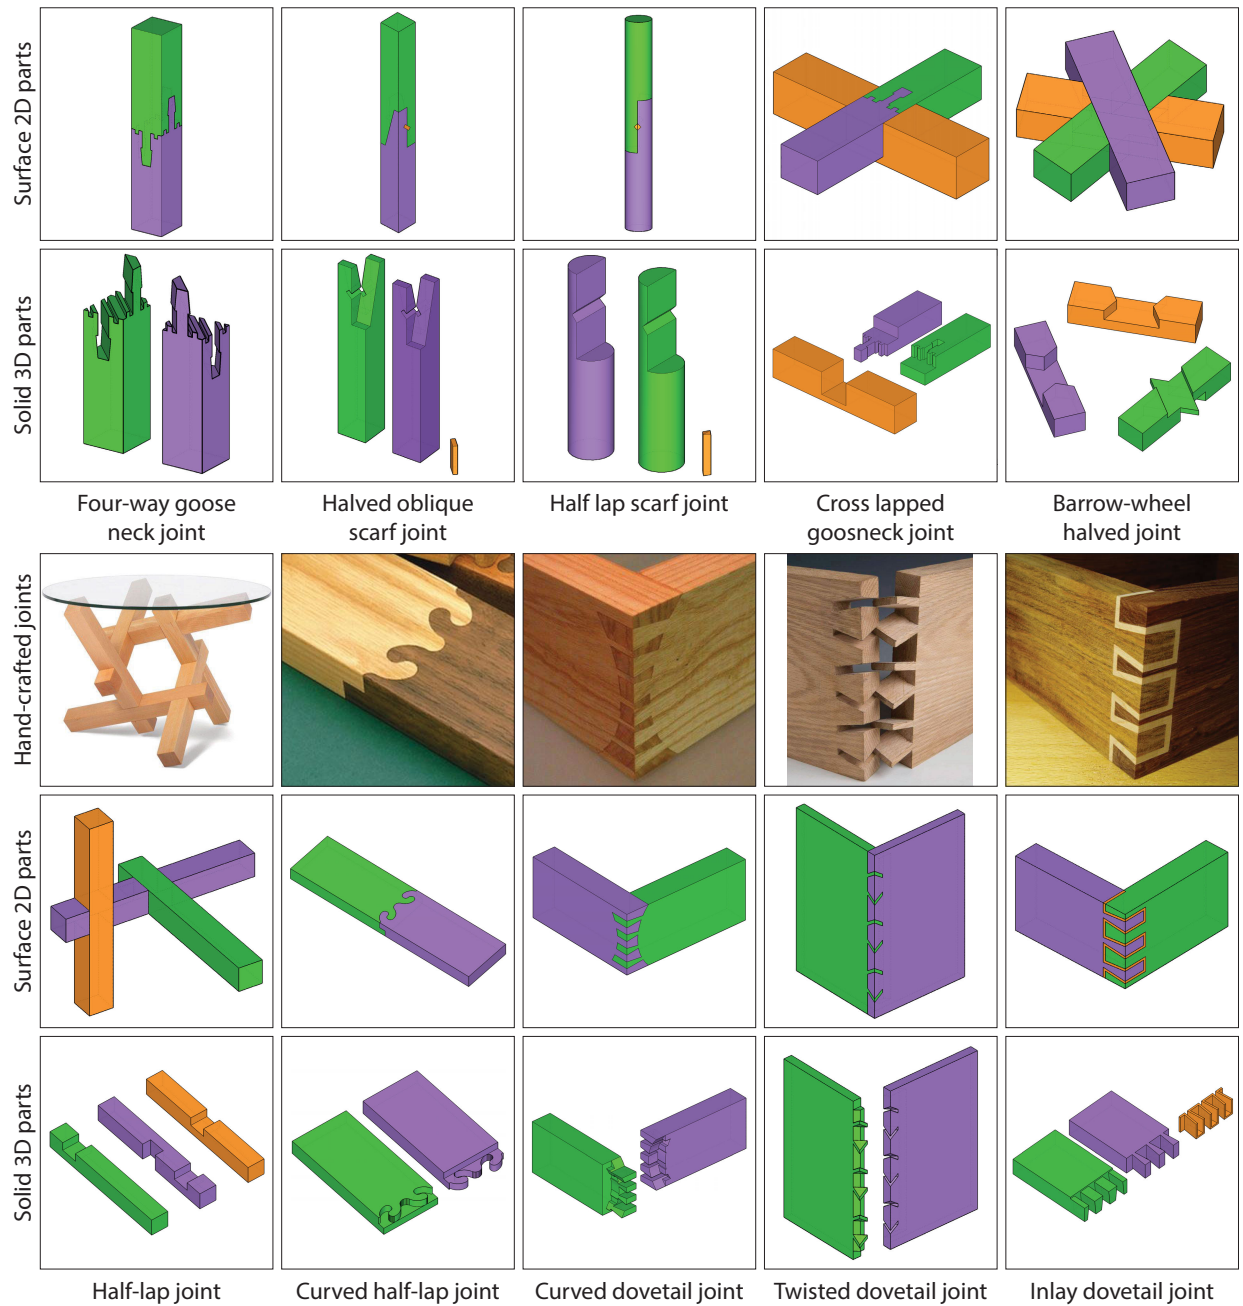 Surface 2D parts
Solid 3D parts
Four-way goose
neck joint
Halved oblique
scarf joint
Half lap scarf joint
Cross lapped
goosneck joint
Barrow-wheel
halved joint
Hand-crafted joints
Surface 2D parts
Solid 3D parts
Half-lap joint
Curved half-lap joint
Curved dovetail joint
Twisted dovetail joint
Inlay dovetail joint